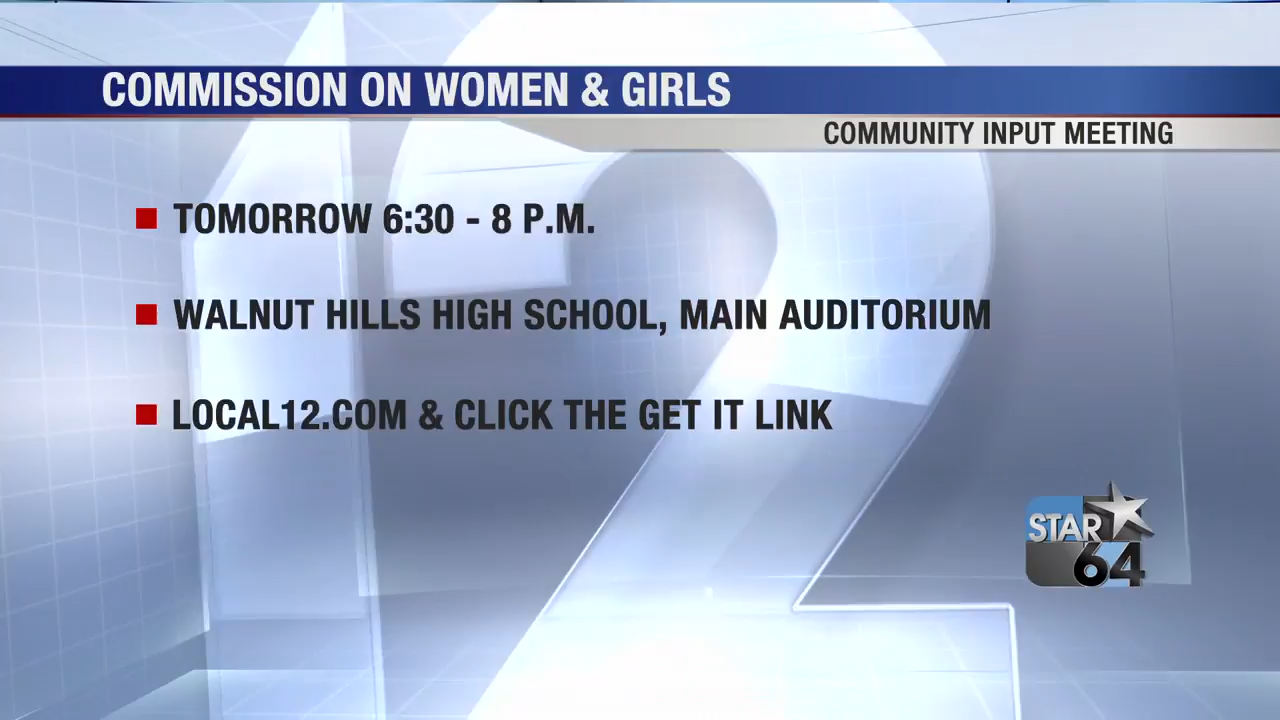 COMMISSION ON WOMEN & GIRLS
COMMUNITY INPUT MEETING
TOMORROW 6:30 - 8 P.M.
WALNUT HILLS HIGH SCHOOL, MAIN AUDITORIUM
LOCAL12.COM & CLICK THE GET IT LINK
STAR
64
12